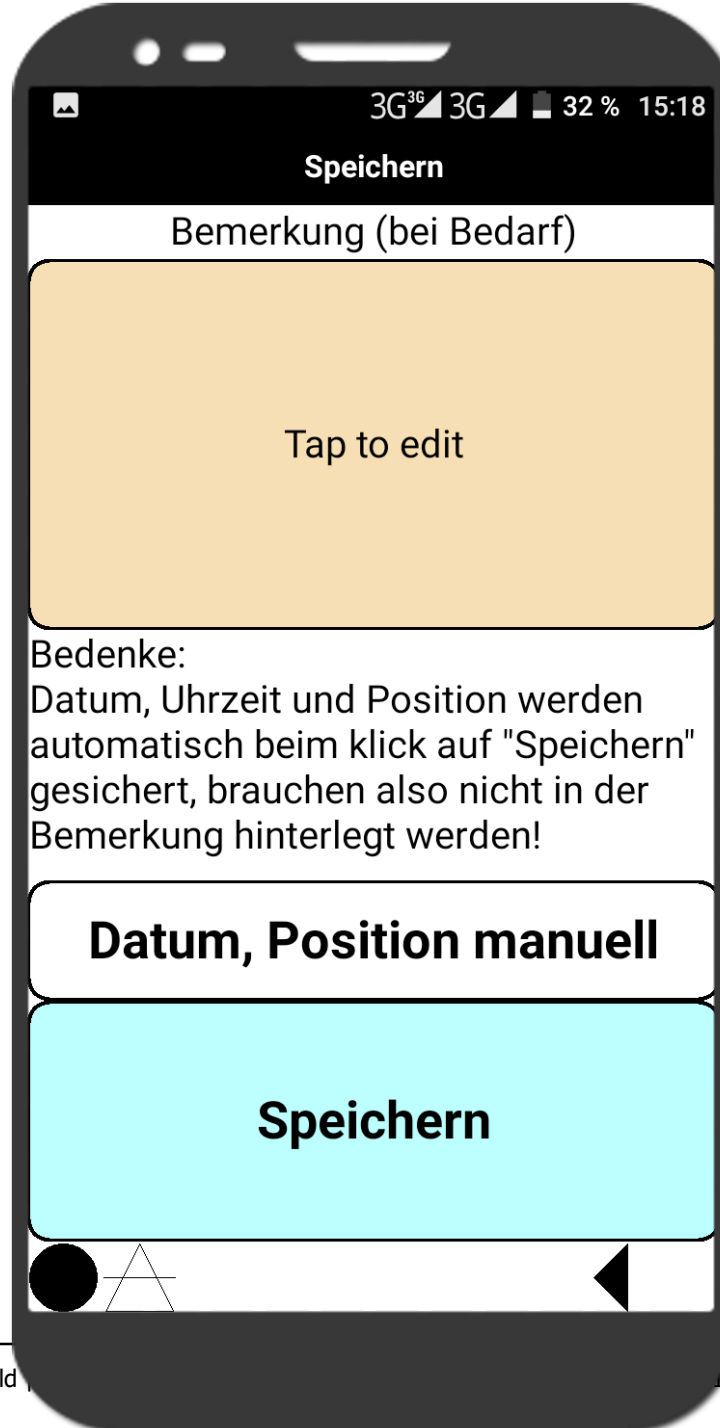 3G 3G 3G 32 % 15:18
Speichern
Bemerkung (bei Bedarf)
Tap to edit
Bedenke:
Datum, Uhrzeit und Position werden
automatisch beim klick auf "Speichern"
gesichert, brauchen also nicht in der
Bemerkung hinterlegt werden!
Datum, Position manuell
Speichern